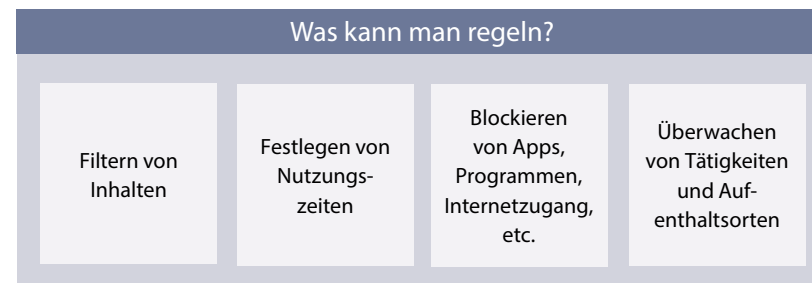 Was kann man regeln?
Filtern von
Inhalten
Festlegen von
Nutzungs-
zeiten
Blockieren
von Apps,
Programmen,
Internetzugang,
etc.
Überwachen
von Tätigkeiten
und Auf-
enthaltsorten